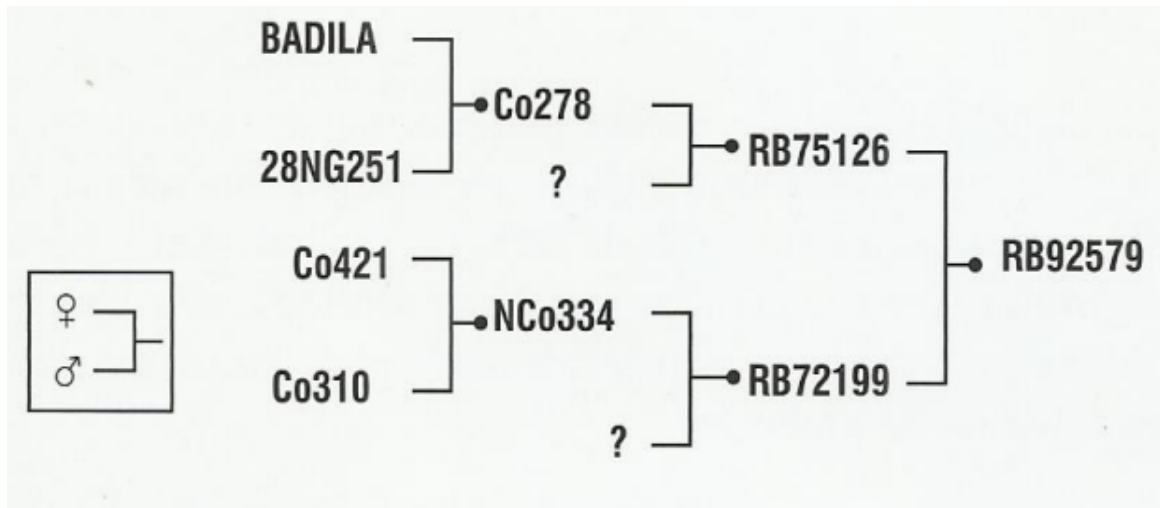 BADILA
Co278
RB75126
28NG251
?
Co421
RB92579
♀
NCo334
♂
Co310
RB72199
?